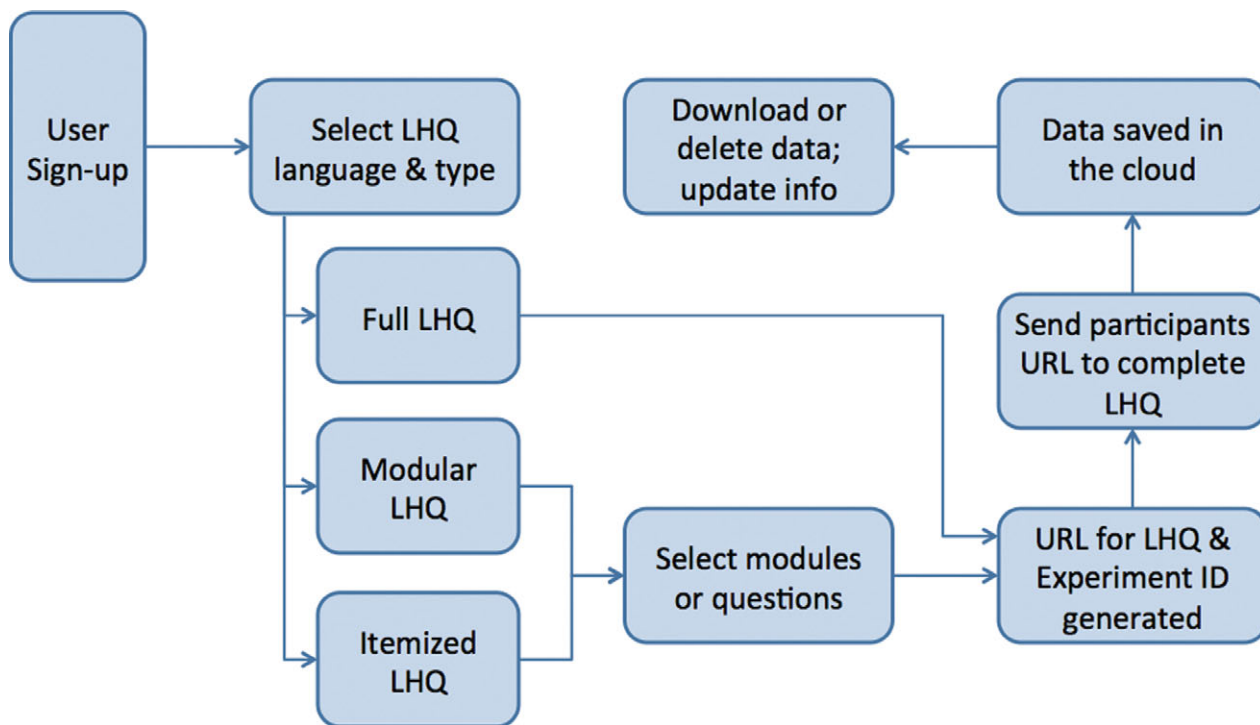 User
Sign-up
Select LHQ
language & type
Download or
delete data;
update info
Data saved in
the cloud
Full LHQ
Send participants
URL to complete
LHQ
Modular
LHQ
Select modules
or questions
URL for LHQ &
Experiment ID
generated
Itemized
LHQ